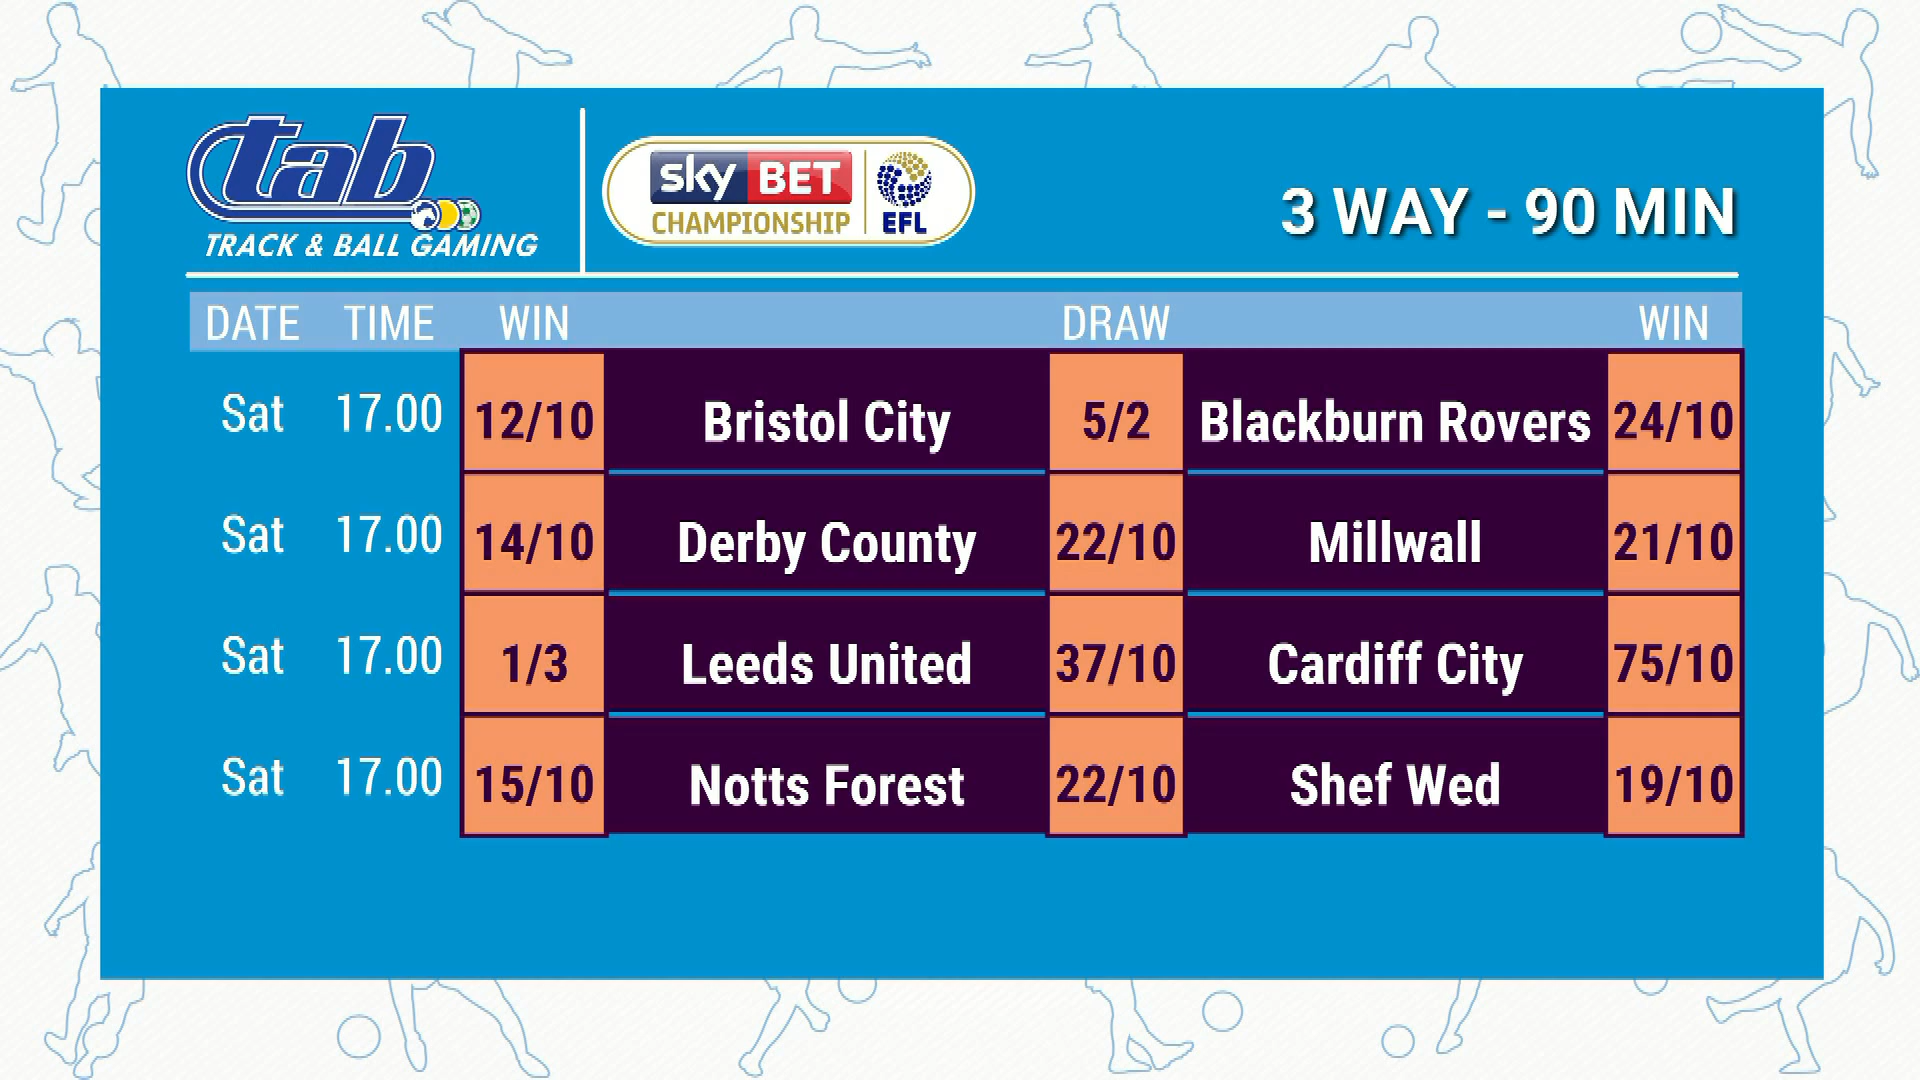 tab
TRACK & BALL GAMING
sky BET
CHAMPIONSHIP
EFL
3 WAY - 90 MIN
DATE TIME WIN DRAW WIN
Sat 17.00 12/10 Bristol City 5/2 Blackburn Rovers 24/10
Sat 17.00 14/10 Derby County 22/10 Millwall 21/10
Sat 17.00 1/3 Leeds United 37/10 Cardiff City 75/10
Sat 17.00 15/10 Notts Forest 22/10 Shef Wed 19/10